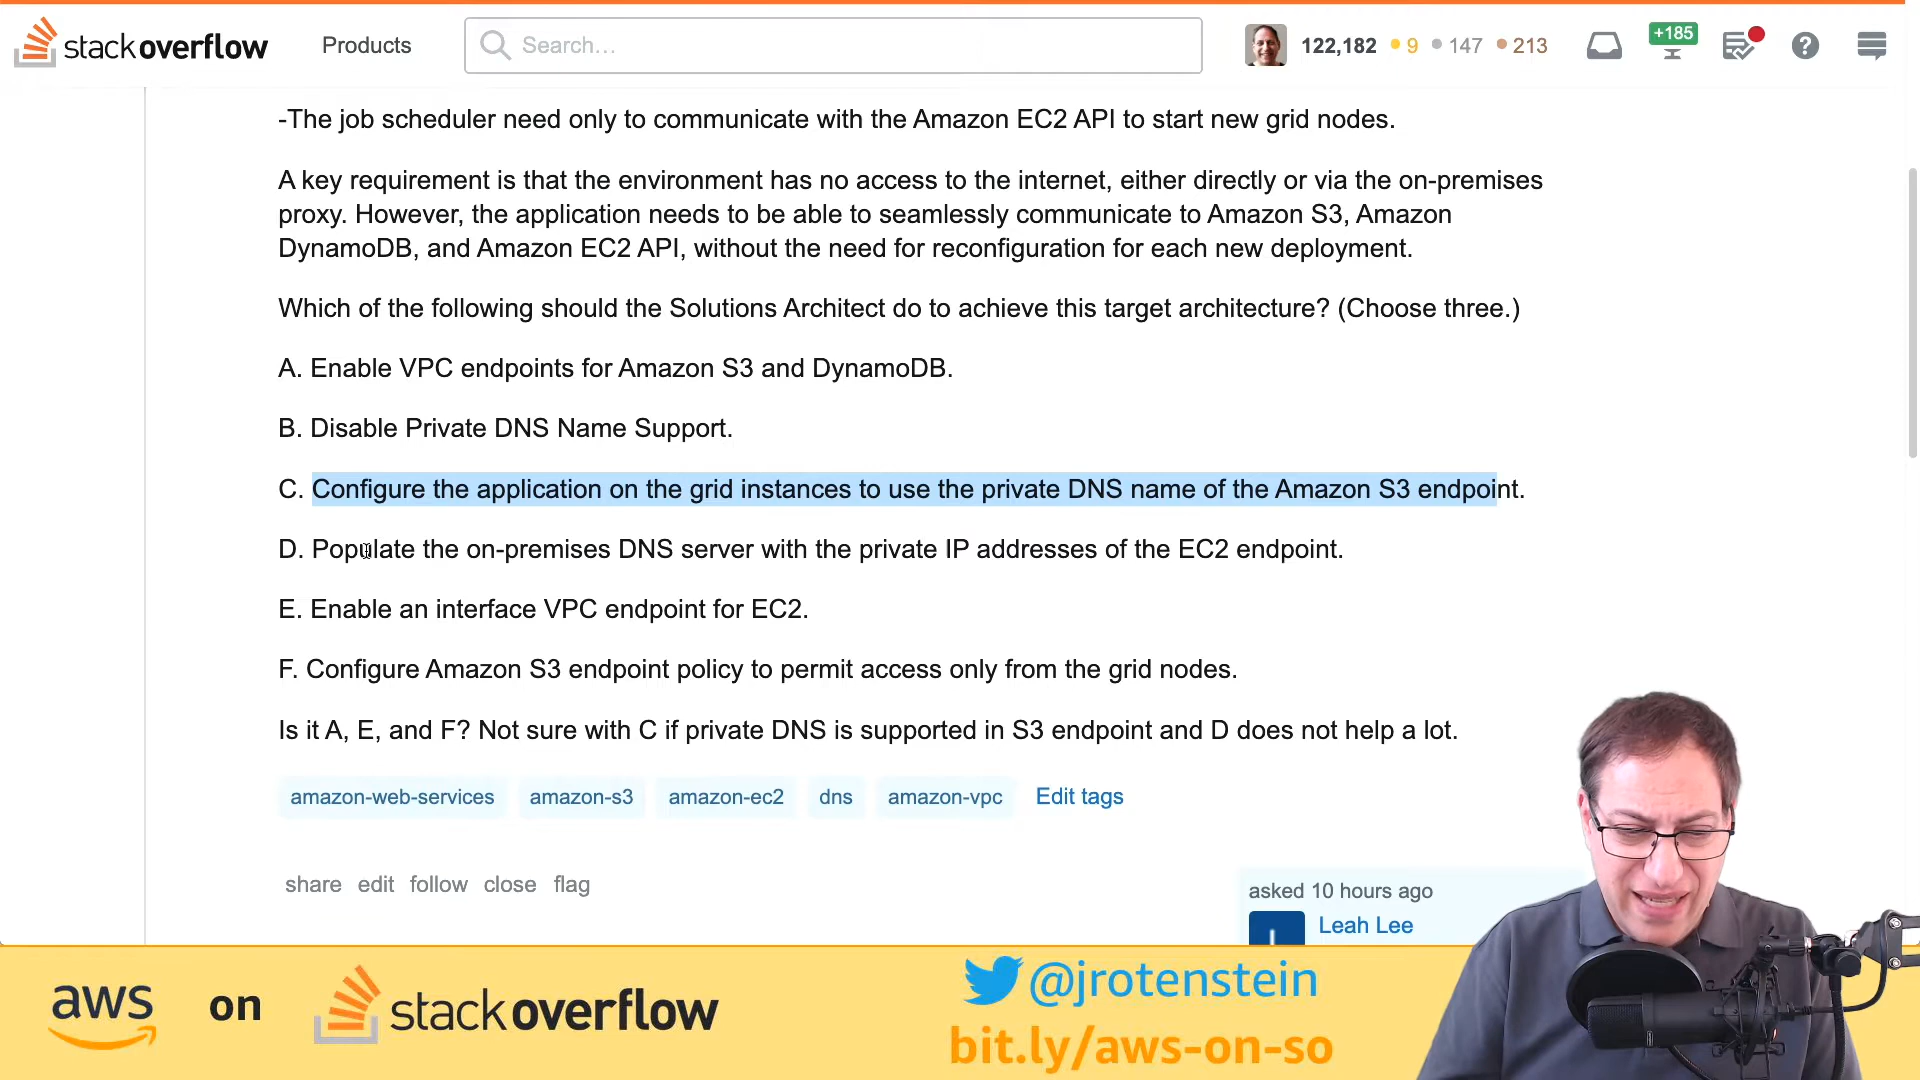 stackoverflow Products Search... 122,182 9 147 213 +185
-The job scheduler need only to communicate with the Amazon EC2 API to start new grid nodes.
A key requirement is that the environment has no access to the internet, either directly or via the on-premises
proxy. However, the application needs to be able to seamlessly communicate to Amazon S3, Amazon
DynamoDB, and Amazon EC2 API, without the need for reconfiguration for each new deployment.
Which of the following should the Solutions Architect do to achieve this target architecture? (Choose three.)
A. Enable VPC endpoints for Amazon S3 and DynamoDB.
B. Disable Private DNS Name Support.
C. Configure the application on the grid instances to use the private DNS name of the Amazon S3 endpoint.
D. Populate the on-premises DNS server with the private IP addresses of the EC2 endpoint.
E. Enable an interface VPC endpoint for EC2.
F. Configure Amazon S3 endpoint policy to permit access only from the grid nodes.
Is it A, E, and F? Not sure with C if private DNS is supported in S3 endpoint and D does not help a lot.
amazon-web-services amazon-s3 amazon-ec2 dns amazon-vpc Edit tags
share edit follow close flag
asked 10 hours ago
L Leah Lee
aws on stackoverflow
@jrotenstein
bit.ly/aws-on-so